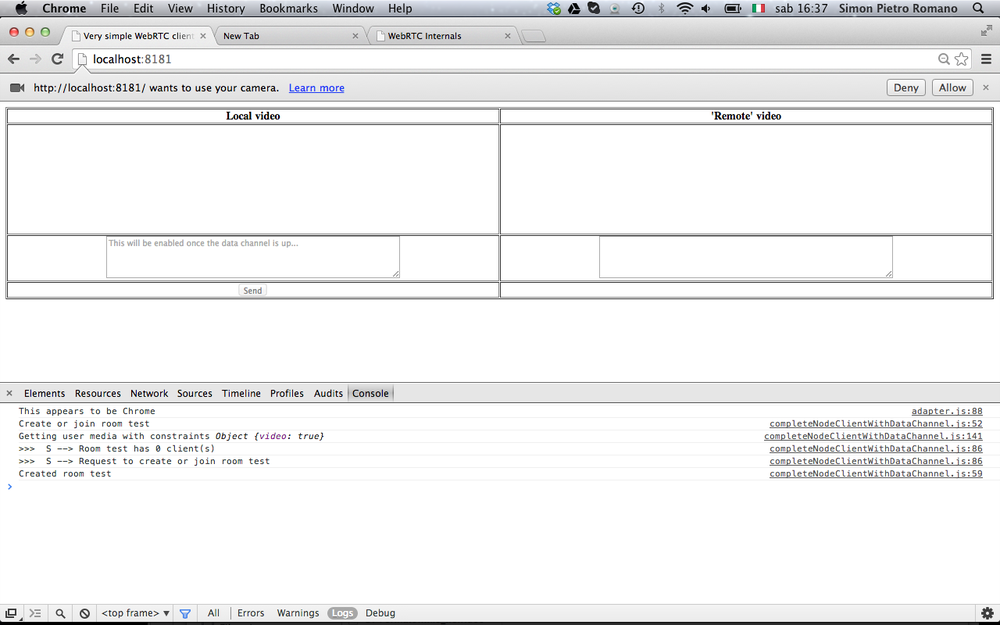 Chrome File Edit View History Bookmarks Window Help sab 16:37 Simon Pietro Romano
Very simple WebRTC client New Tab WebRTC Internals
localhost:8181
http://localhost:8181/ wants to use your camera. Learn more Deny Allow
Local video 'Remote' video
This will be enabled once the data channel is up...
Send
Elements Resources Network Sources Timeline Profiles Audits Console
This appears to be Chrome adapter.js:88
Create or join room test completeNodeClientWithDataChannel.js:52
Getting user media with constraints Object {video: true} completeNodeClientWithDataChannel.js:141
>>> S --> Room test has 0 client(s) completeNodeClientWithDataChannel.js:86
>>> S --> Request to create or join room test completeNodeClientWithDataChannel.js:86
Created room test completeNodeClientWithDataChannel.js:59
>
<top frame> All Errors Warnings Logs Debug